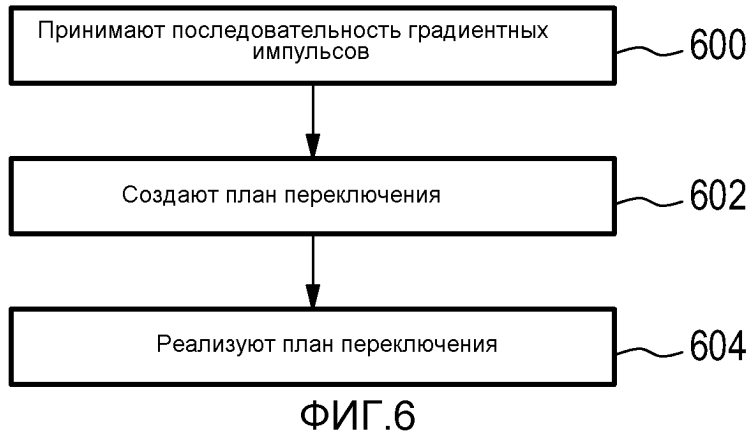 Принимают последовательность градиентных
импульсов
600
Создают план переключения
602
Реализуют план переключения
604
ФИГ.6